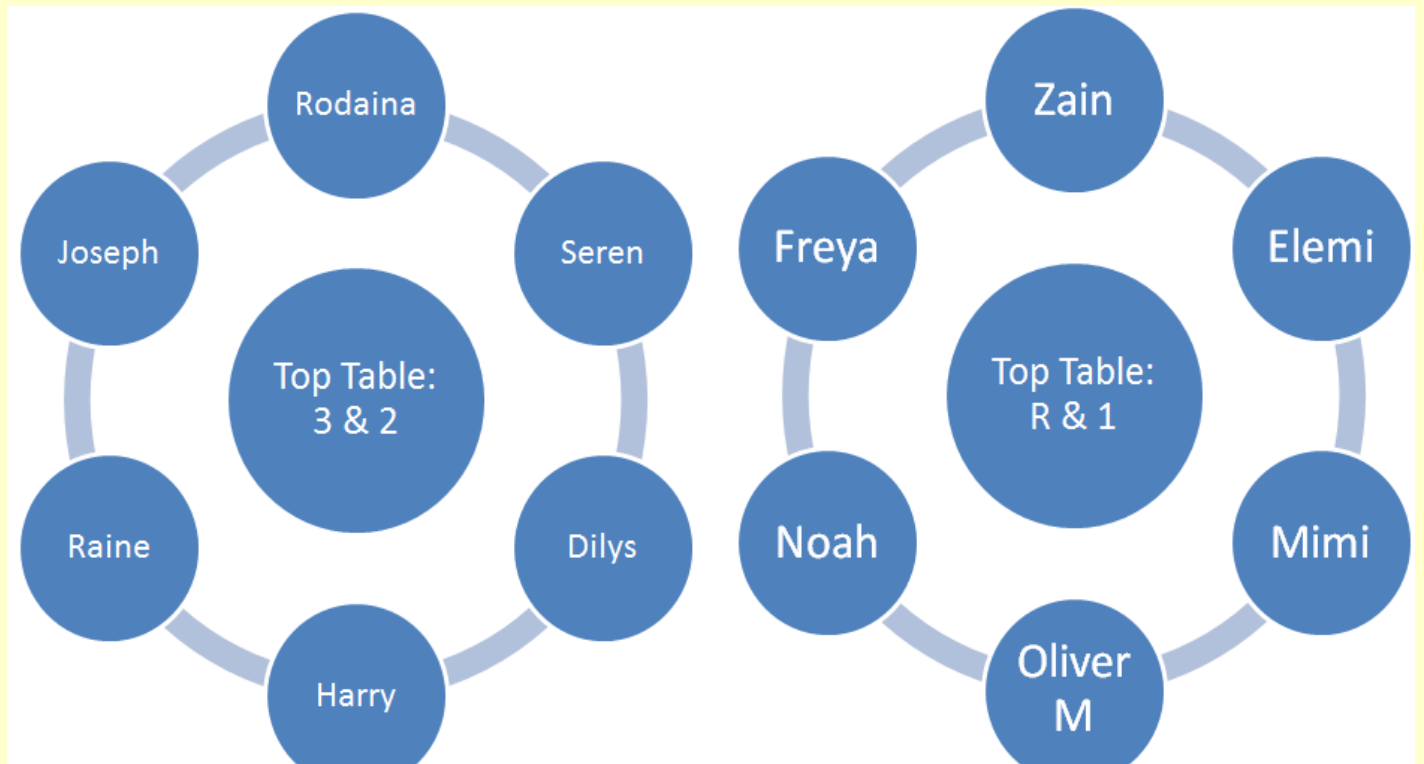 Rodaina
Joseph
Seren
Top Table:
3 & 2
Raine
Dilys
Harry
Zain
Freya
Elemi
Top Table:
R & 1
Noah
Mimi
Oliver
M